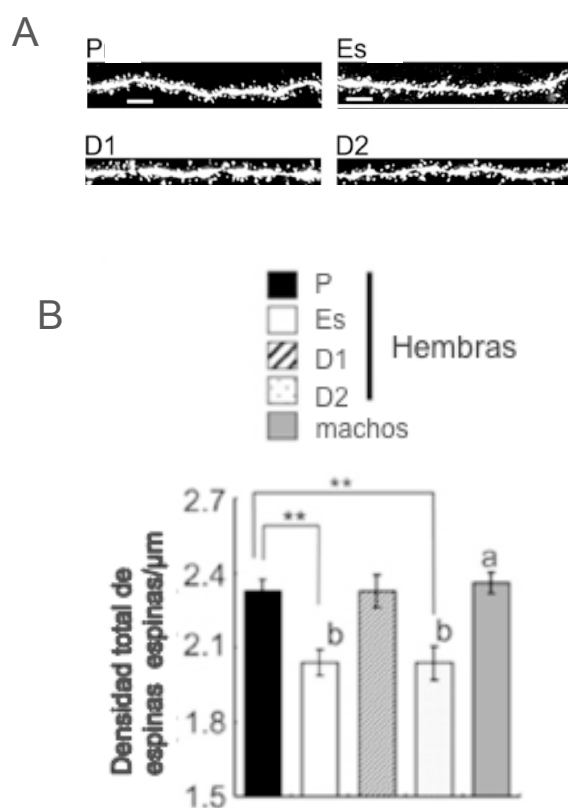 A
P
Es
D1
D2
B
P
Es
D1
D2
machos
Hembras
Densidad total de
espinas espinas/μm
2.7
2.4
2.1
1.8
1.5
**
**
b
b
a